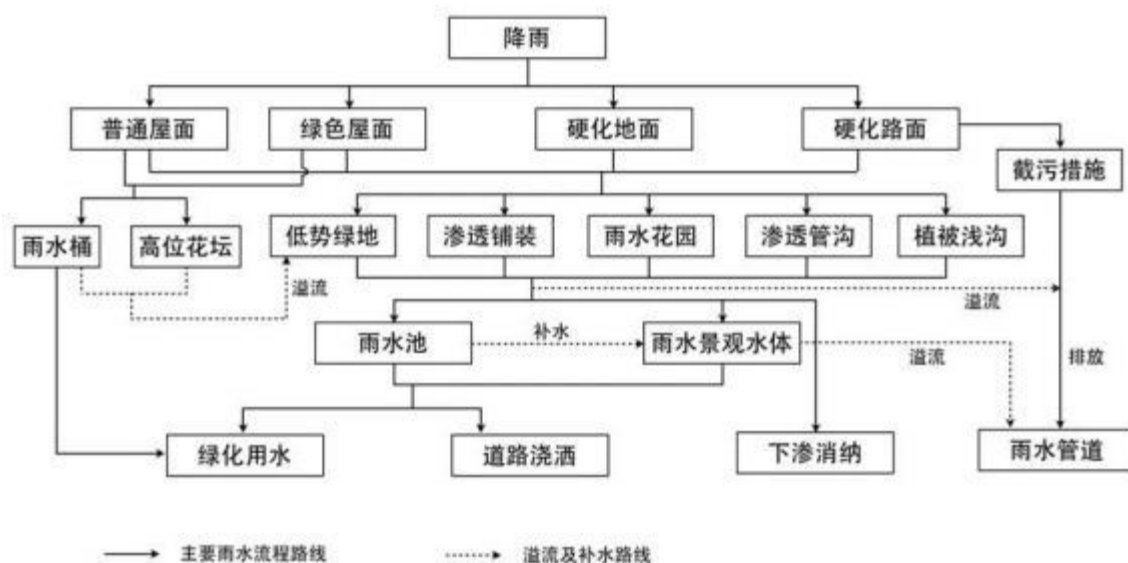 降雨
普通屋面
绿色屋面
硬化地面
硬化路面
截污措施
雨水桶
高位花坛
低势绿地
渗透铺装
雨水花园
渗透管沟
植被浅沟
溢流
溢流
雨水池
补水
雨水景观水体
溢流
排放
绿化用水
道路浇洒
下渗消纳
雨水管道
主要雨水流程路线
溢流及补水路线